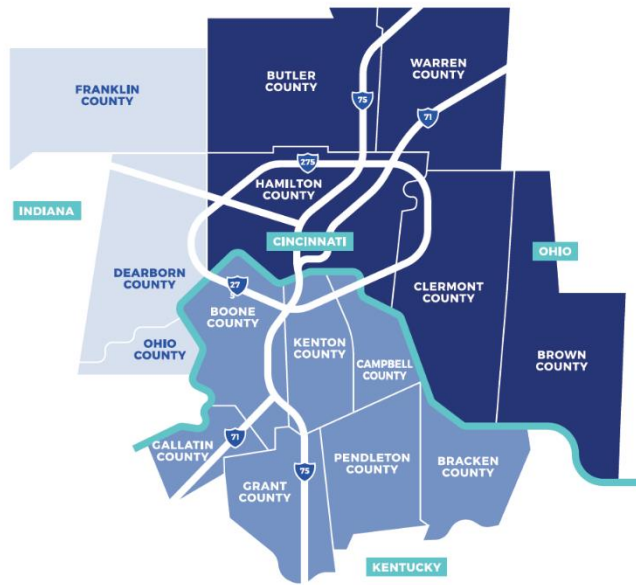 FRANKLIN
COUNTY
BUTLER
COUNTY
WARREN
COUNTY
75
71
275
HAMILTON
COUNTY
INDIANA
CINCINNATI
OHIO
DEARBORN
COUNTY
27
BOONE
COUNTY
CLERMONT
COUNTY
OHIO
COUNTY
KENTON
COUNTY
CAMPBELL
COUNTY
BROWN
COUNTY
71
GALLATIN
COUNTY
75
GRANT
COUNTY
PENDLETON
COUNTY
BRACKEN
COUNTY
KENTUCKY